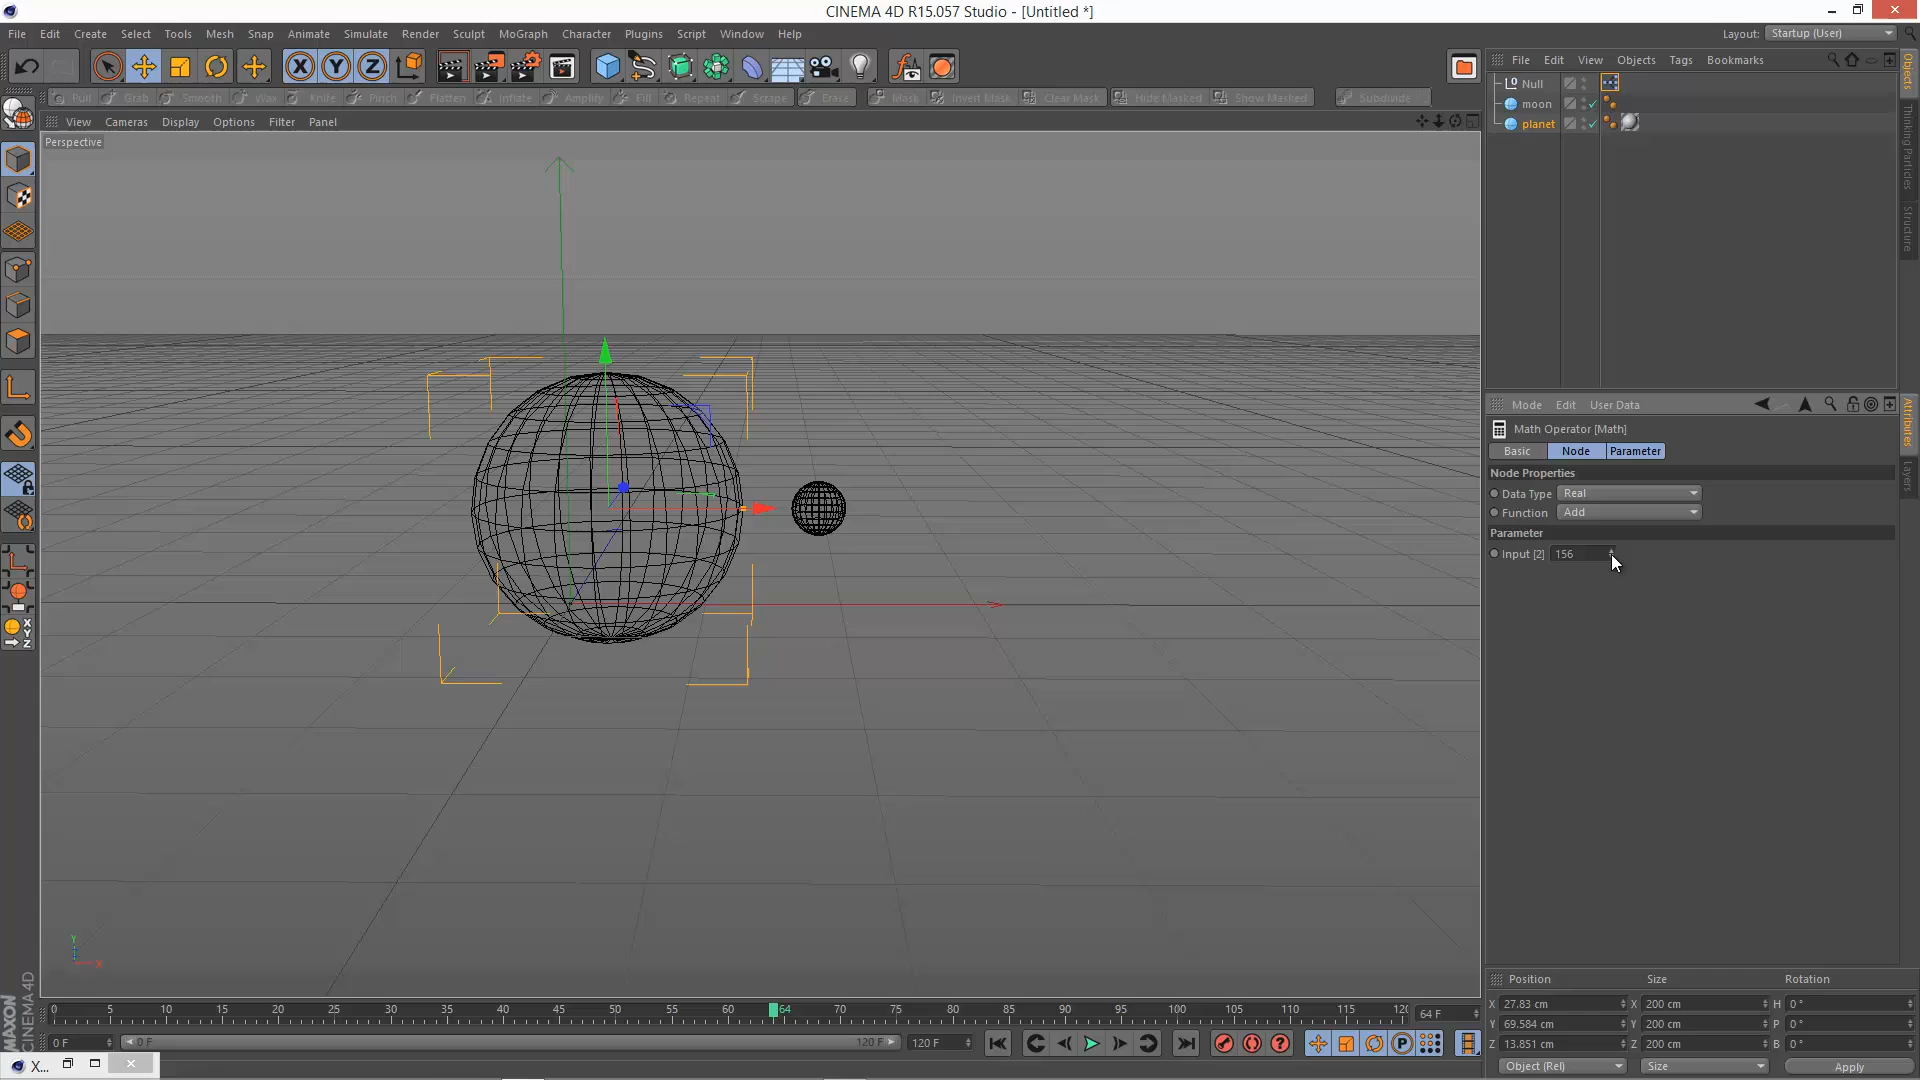 CINEMA 4D R15.057 Studio - [Untitled *]
File Edit Create Select Tools Mesh Snap Animate Simulate Render Sculpt MoGraph Character Plugins Script Window Help
Layout: Startup (User)
X Y Z
Pull Grab Smooth Wax Knife Pinch Flatten Inflate Amplify Fill Repeat Scrape Erase Mask Invert Mask Clear Mask Hide Masked Show Masked Subdivide
View Cameras Display Options Filter Panel
Perspective
File Edit View Objects Tags Bookmarks
L0 Null
moon
planet
Objects
Thinking Particles
Structure
Mode Edit User Data
Math Operator [Math]
Basic Node Parameter
Node Properties
Data Type Real
Function Add
Parameter
Input [2] 156
Attributes
Layers
X
Y
Z
Y
X
0 5 10 15 20 25 30 35 40 45 50 55 60 64 70 75 80 85 90 95 100 105 110 115 120
64 F
0 F 0 F 120 F 120 F
P
Position Size Rotation
X 27.83 cm X 200 cm H 0 °
Y 69.584 cm Y 200 cm P 0 °
Z 13.851 cm Z 200 cm B 0 °
Object (Rel) Size Apply
MAXON
CINEMA 4D
X...